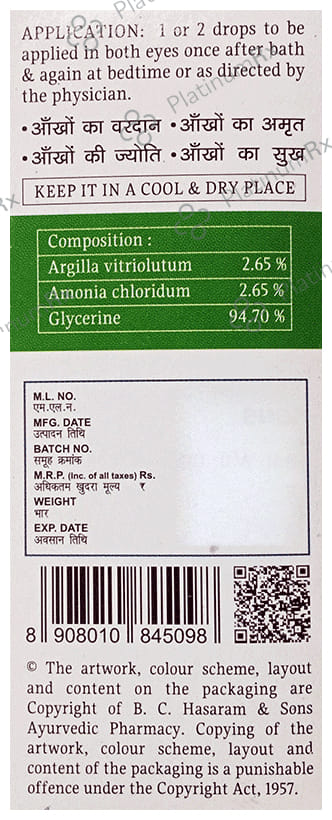 APPLICATION: 1 or 2 drops to be
applied in both eyes once after bath
& again at bedtime or as directed by
the physician.
•आँखों का वरदान •आँखों का अमृत
•आँखों की ज्योति •आँखों का सुख
KEEP IT IN A COOL & DRY PLACE
Composition :
Argilla vitriolutum 2.65 %
Amonia chloridum 2.65 %
Glycerine 94.70 %
M.L. NO.
एम.एल.न.
MFG. DATE
उत्पादन तिथि
BATCH NO.
समूह क्रमांक
M.R.P. (Inc. of all taxes) Rs.
अधिकतम खुदरा मूल्य ₹
WEIGHT
भार
EXP. DATE
अवसान तिथि
8 908010 845098
© The artwork, colour scheme, layout
and content on the packaging are
Copyright of B. C. Hasaram & Sons
Ayurvedic Pharmacy. Copying of the
artwork, colour scheme, layout and
content of the packaging is a punishable
offence under the Copyright Act, 1957.
PlatinumRx